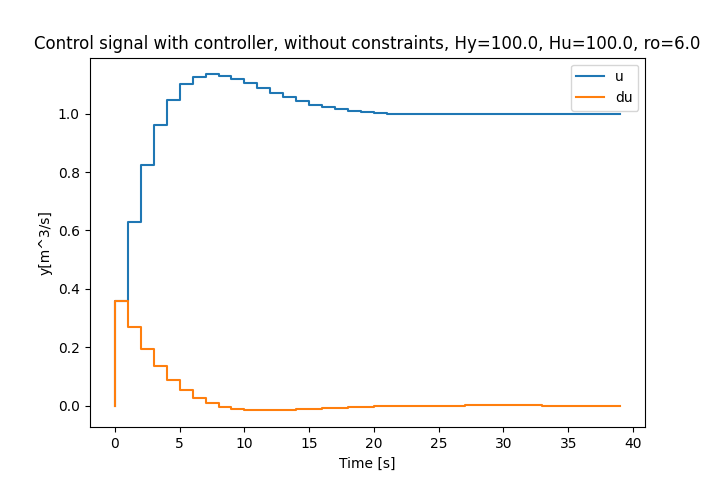 Control signal with controller, without constraints, Hy=100.0, Hu=100.0, ro=6.0
u
du
y[m^3/s]
1.0
0.8
0.6
0.4
0.2
0.0
0 5 10 15 20 25 30 35 40
Time [s]